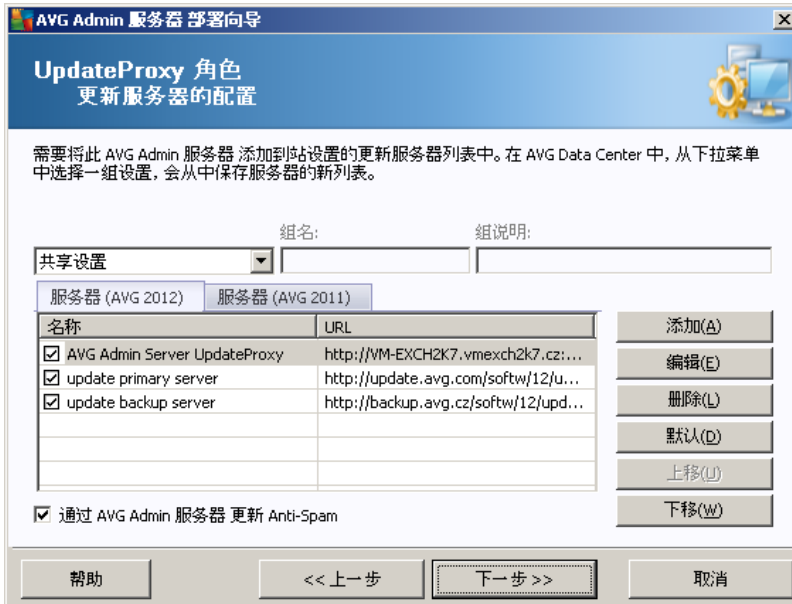 AVG Admin 服务器 部署向导
UpdateProxy 角色
更新服务器的配置
需要将此 AVG Admin 服务器 添加到站设置的更新服务器列表中。在 AVG Data Center 中, 从下拉菜单
中选择一组设置, 会从中保存服务器的新列表。
组名: 组说明:
共享设置
服务器 (AVG 2012) 服务器 (AVG 2011)
名称 URL
AVG Admin Server UpdateProxy http://VM-EXCH2K7.vmexch2k7.cz:...
update primary server http://update.avg.com/softw/12/u...
update backup server http://backup.avg.cz/softw/12/upd...
添加(A)
编辑(E)
删除(L)
默认(D)
上移(U)
下移(W)
通过 AVG Admin 服务器 更新 Anti-Spam
帮助 << 上一步 下一步 >> 取消